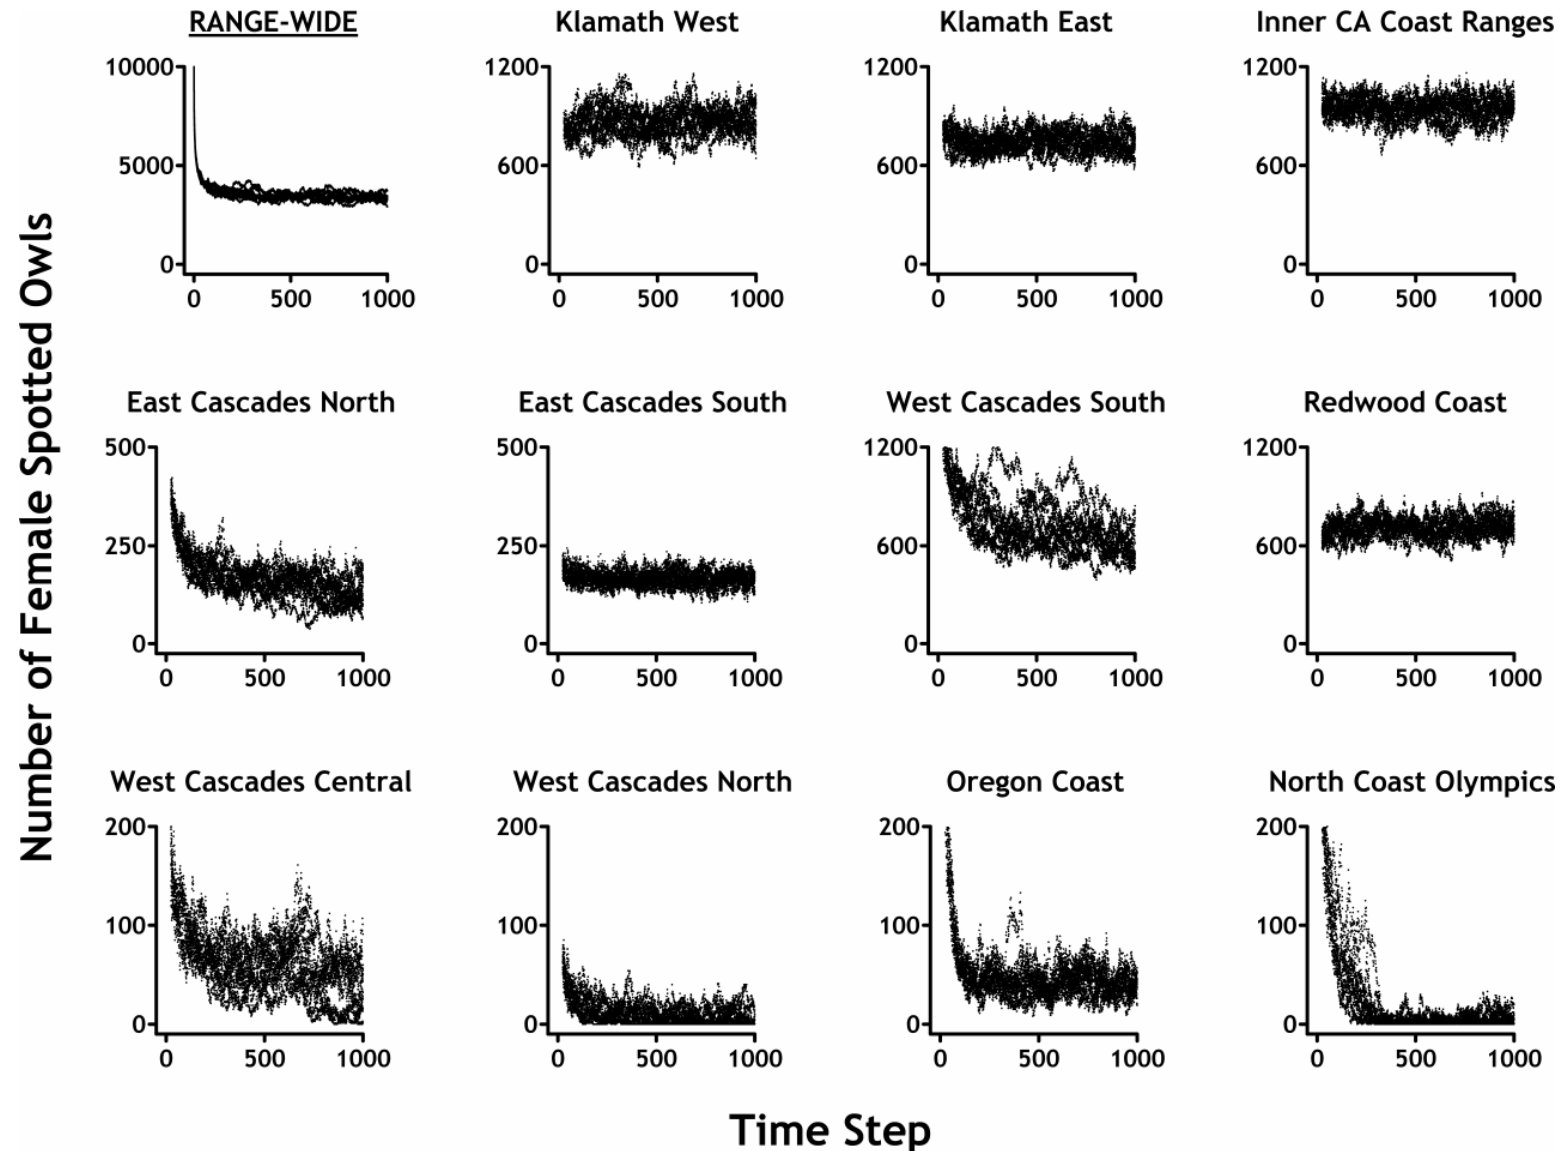 Number of Female Spotted Owls
RANGE-WIDE
10000
5000
0
0 500 1000
Klamath West
1200
600
0
0 500 1000
Klamath East
1200
600
0
0 500 1000
Inner CA Coast Ranges
1200
600
0
0 500 1000
East Cascades North
500
250
0
0 500 1000
East Cascades South
500
250
0
0 500 1000
West Cascades South
1200
600
0
0 500 1000
Redwood Coast
1200
600
0
0 500 1000
West Cascades Central
200
100
0
0 500 1000
West Cascades North
200
100
0
0 500 1000
Oregon Coast
200
100
0
0 500 1000
North Coast Olympics
200
100
0
0 500 1000
Time Step